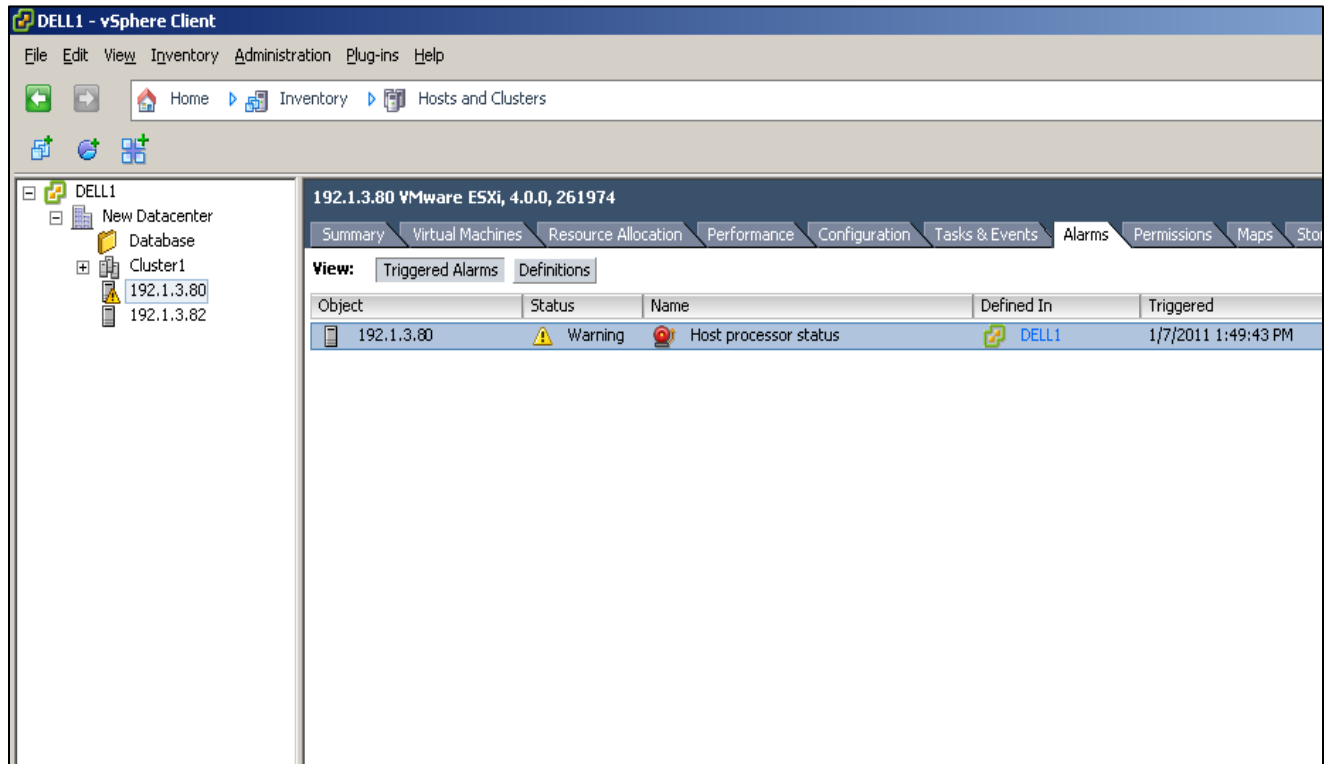 DELL1 - vSphere Client
File Edit View Inventory Administration Plug-ins Help
Home Inventory Hosts and Clusters
DELL1
New Datacenter
Database
Cluster1
192.1.3.80
192.1.3.82
192.1.3.80 VMware ESXi, 4.0.0, 261974
Summary Virtual Machines Resource Allocation Performance Configuration Tasks & Events Alarms Permissions Maps
View: Triggered Alarms Definitions
Object Status Name Defined In Triggered
192.1.3.80 Warning Host processor status DELL1 1/7/2011 1:49:43 PM